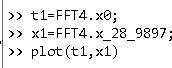 >> t1=FFT4.x0;
>> x1=FFT4.x_28_9897;
>> plot(t1,x1)